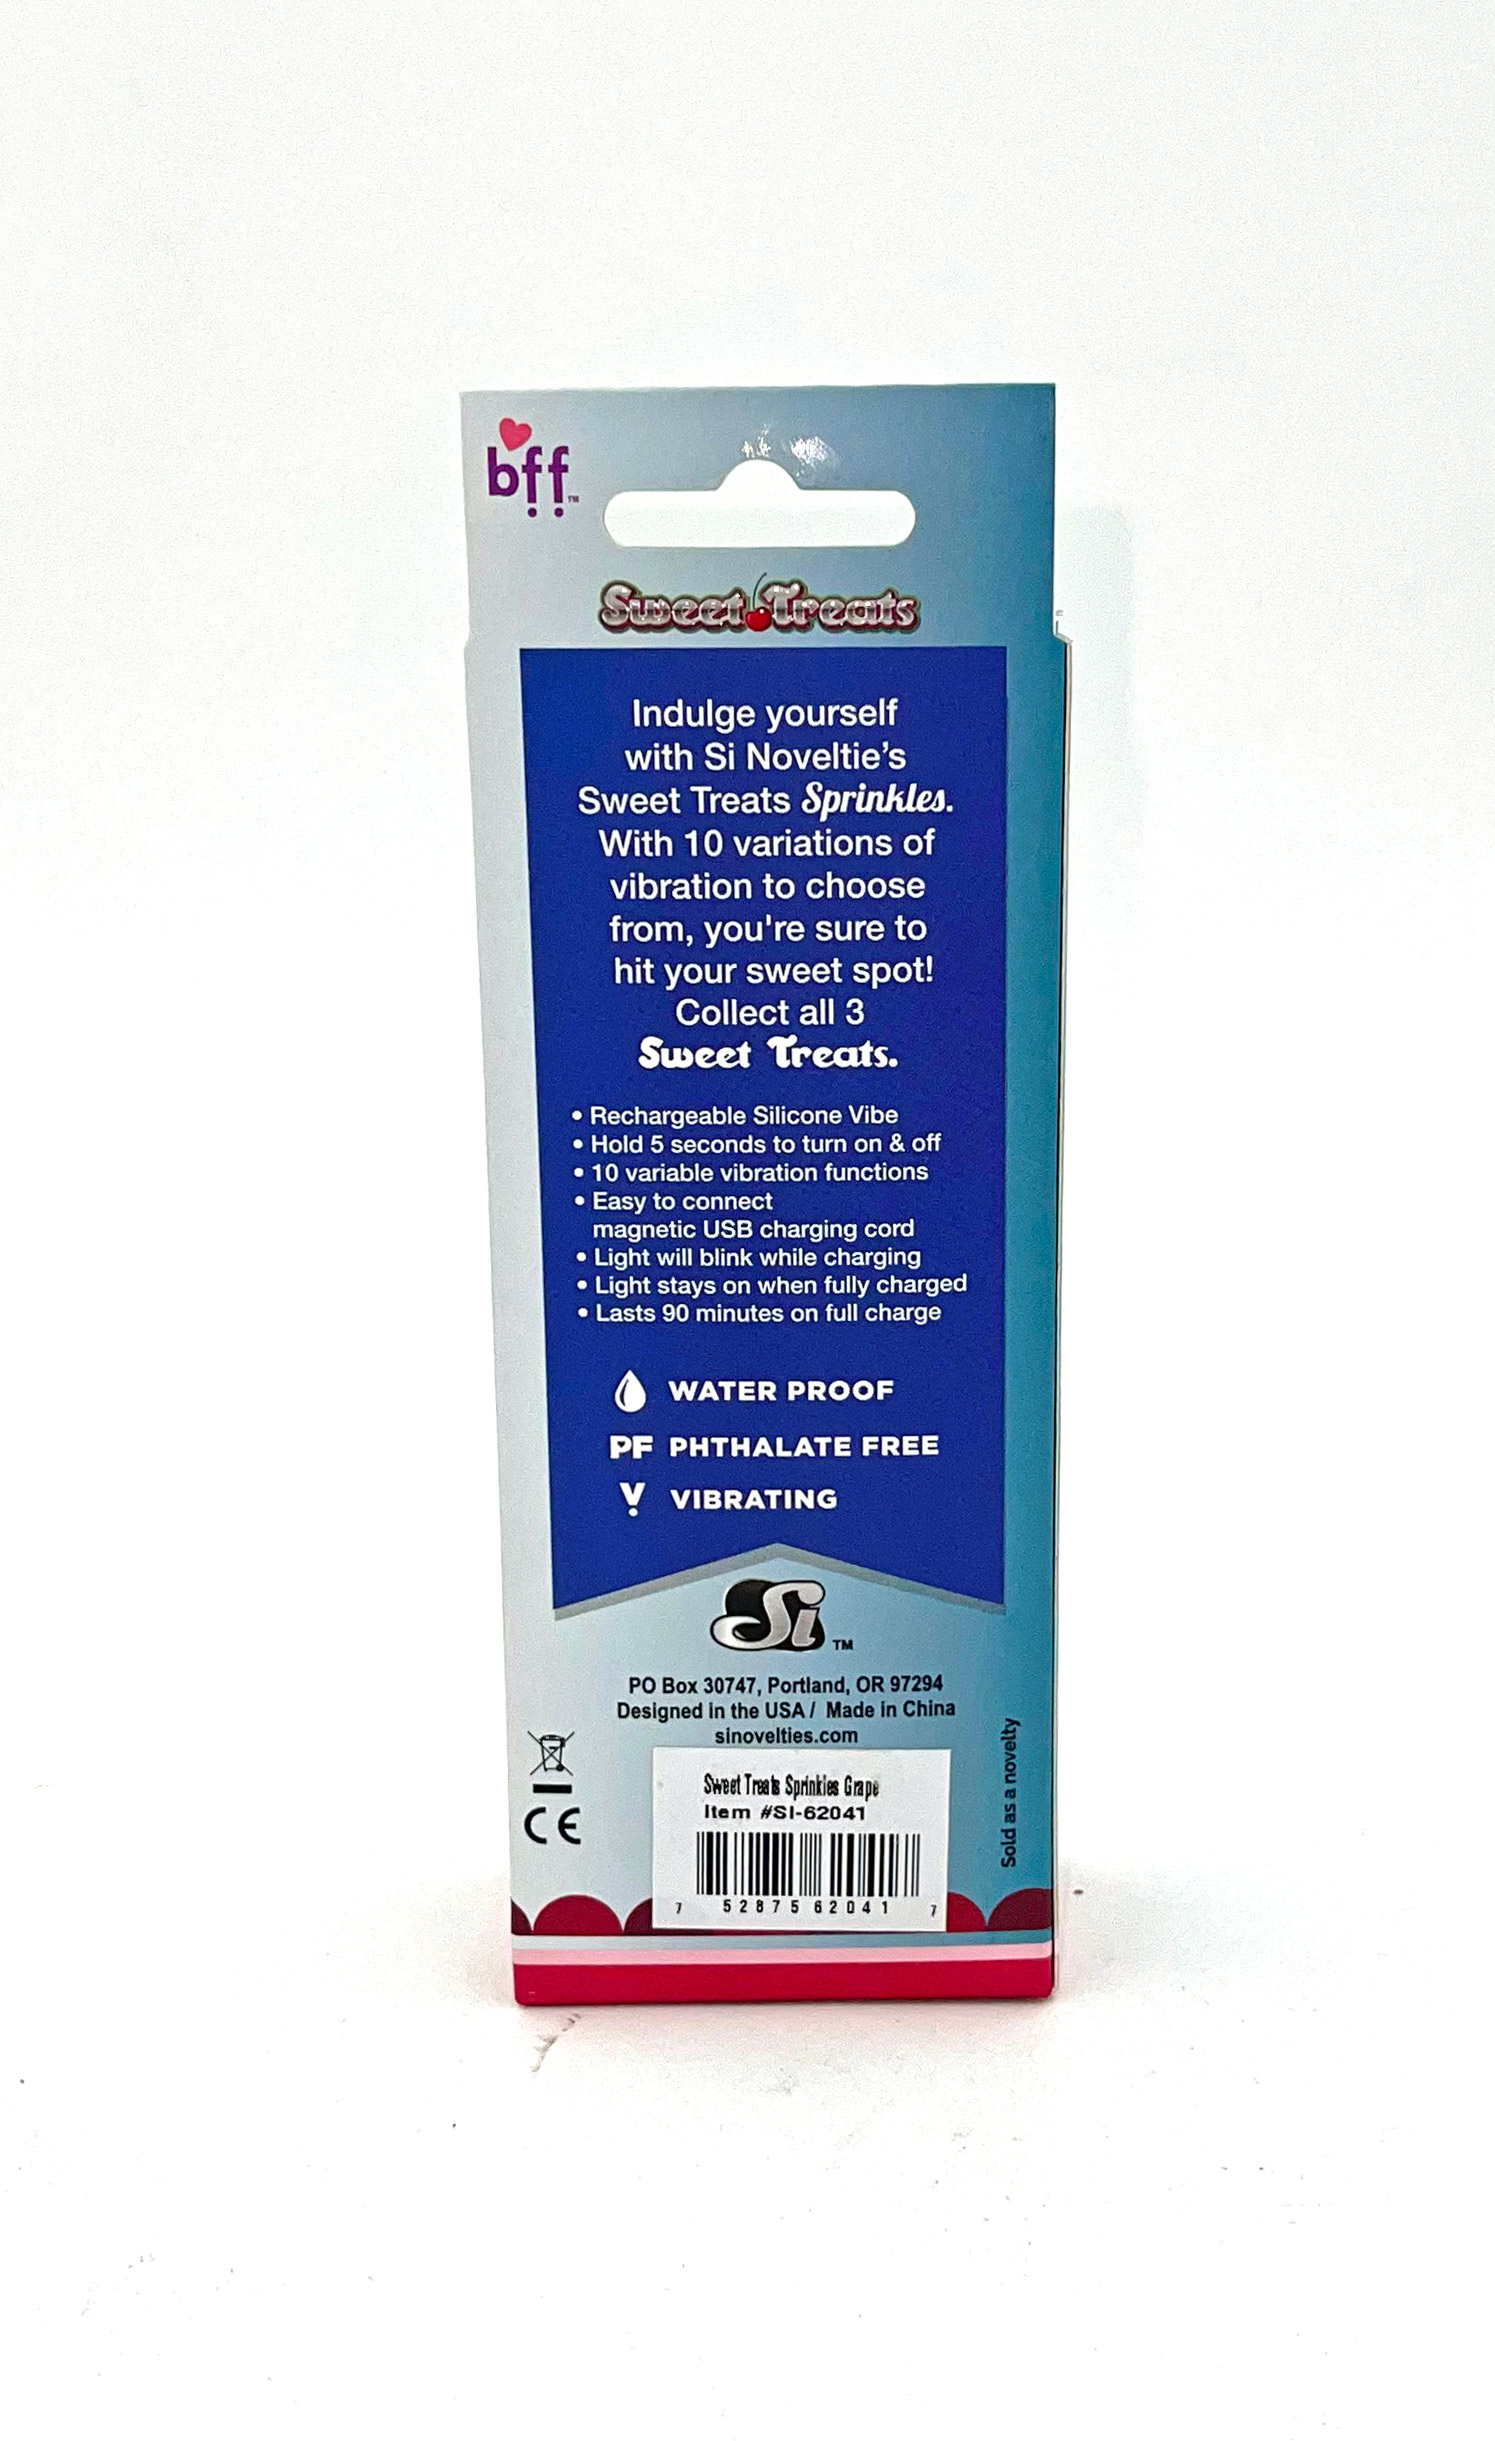 bff™
Sweet Treats
Indulge yourself
with Si Noveltie's
Sweet Treats Sprinkles.
With 10 variations of
vibration to choose
from, you're sure to
hit your sweet spot!
Collect all 3
Sweet Treats.
• Rechargeable Silicone Vibe
• Hold 5 seconds to turn on & off
• 10 variable vibration functions
• Easy to connect
magnetic USB charging cord
• Light will blink while charging
• Light stays on when fully charged
• Lasts 90 minutes on full charge
WATER PROOF
PF PHTHALATE FREE
V VIBRATING
Si™
PO Box 30747, Portland, OR 97294
Designed in the USA / Made in China
sinovelties.com
Sold as a novelty
CE
Sweet Treats Sprinkles Grape
Item #SI-62041
7 52875 62041 7